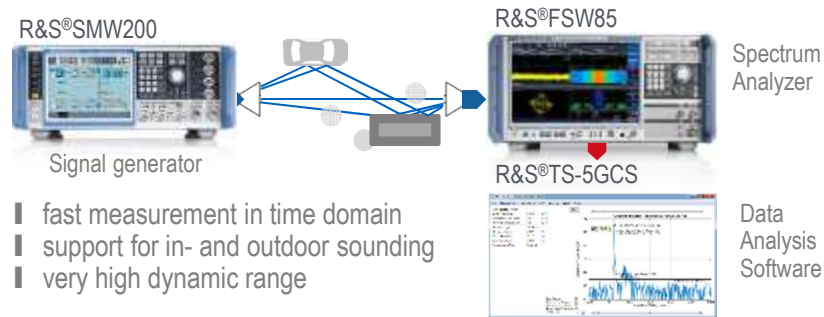 R&S®SMW200
R&S®FSW85
Spectrum
Analyzer
Signal generator
R&S®TS-5GCS
fast measurement in time domain
support for in- and outdoor sounding
very high dynamic range
Data
Analysis
Software